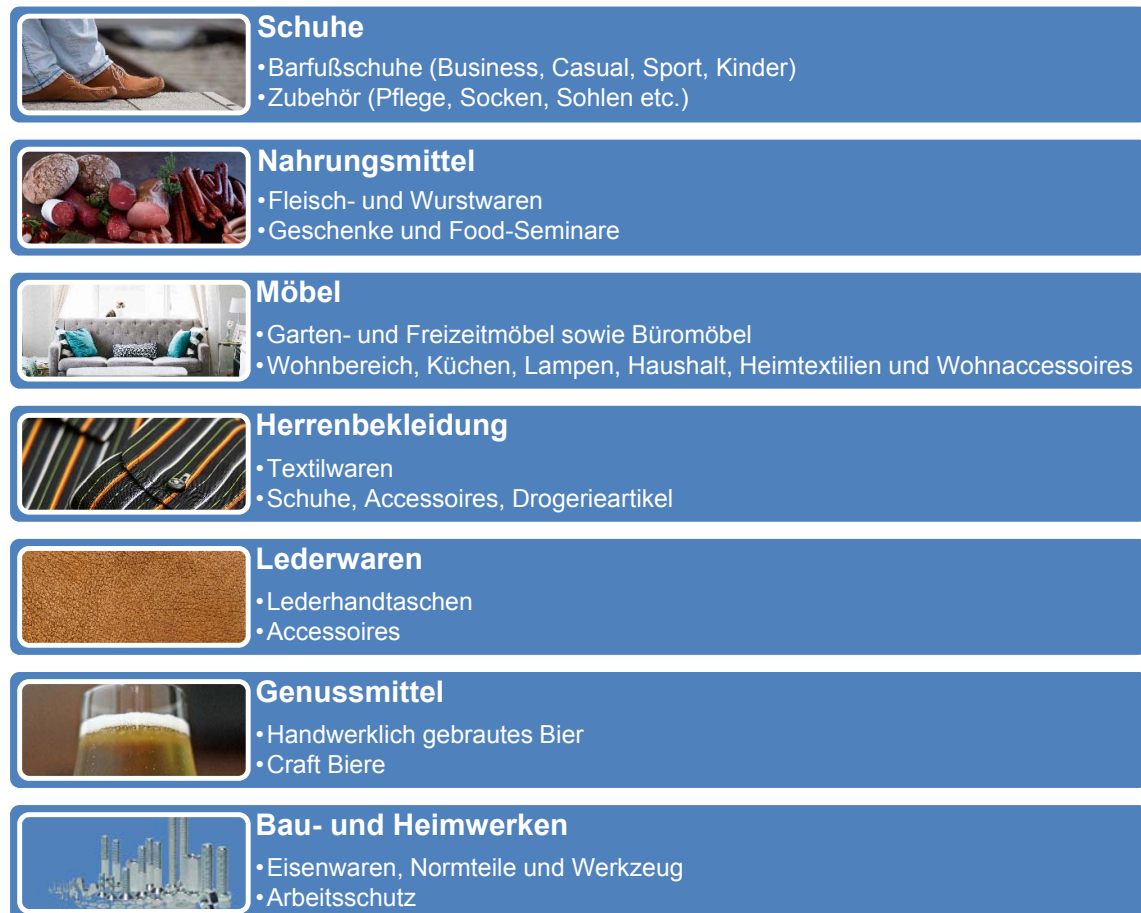 Schuhe
•Barfußschuhe (Business, Casual, Sport, Kinder)
•Zubehör (Pflege, Socken, Sohlen etc.)
Nahrungsmittel
•Fleisch- und Wurstwaren
•Geschenke und Food-Seminare
Möbel
•Garten- und Freizeitmöbel sowie Büromöbel
•Wohnbereich, Küchen, Lampen, Haushalt, Heimtextilien und Wohnaccessoires
Herrenbekleidung
•Textilwaren
•Schuhe, Accessoires, Drogerieartikel
Lederwaren
•Lederhandtaschen
•Accessoires
Genussmittel
•Handwerklich gebrautes Bier
•Craft Biere
Bau- und Heimwerken
•Eisenwaren, Normteile und Werkzeug
•Arbeitsschutz